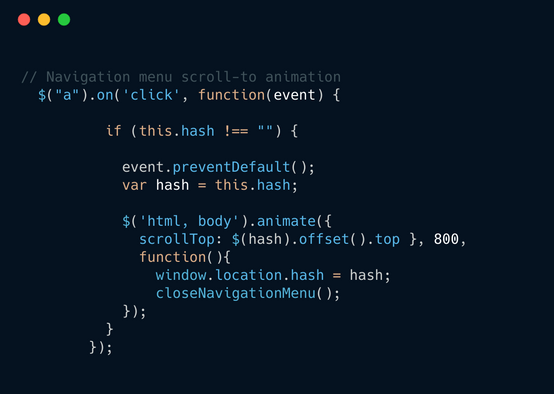 // Navigation menu scroll-to animation
$("a").on('click', function(event) {
if (this.hash !== "") {
event.preventDefault();
var hash = this.hash;
$('html, body').animate({
scrollTop: $(hash).offset().top }, 800,
function(){
window.location.hash = hash;
closeNavigationMenu();
});
}
});